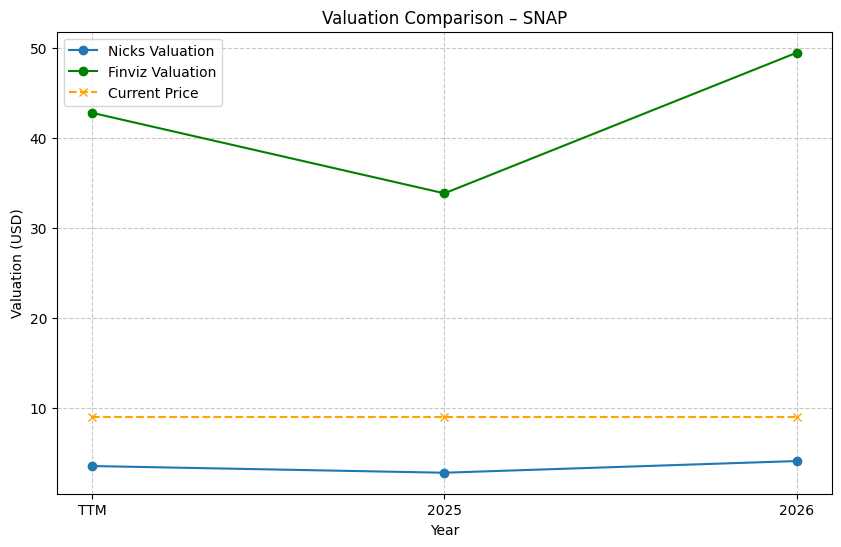 Valuation Comparison – SNAP
Nicks Valuation
Finviz Valuation
Current Price
Valuation (USD)
50
40
30
20
10
TTM
2025
2026
Year